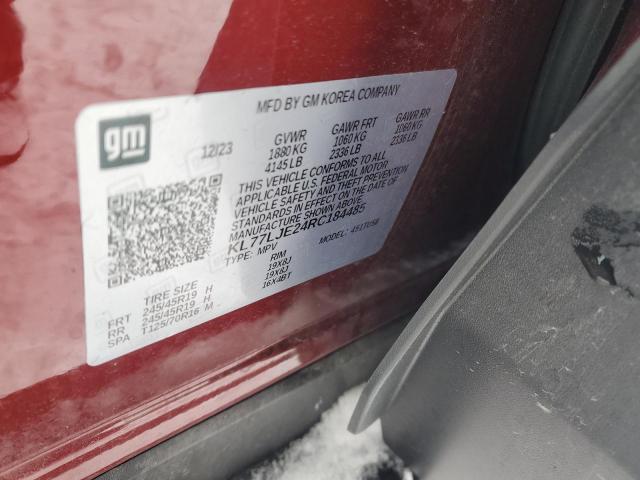 MFD BY GM KOREA COMPANY
gm
12/23
GVWR GAWR FRT GAWR RR
1880 KG 1060 KG 1060 KG
4145 LB 2336 LB 2336 LB
THIS VEHICLE CONFORMS TO ALL
APPLICABLE U.S. FEDERAL MOTOR
VEHICLE SAFETY AND THEFT PREVENTION
STANDARDS IN EFFECT ON THE DATE OF
MANUFACTURE SHOWN ABOVE.
KL77LJE24RC184485
TYPE: MPV 4511USB
TIRE SIZE RIM
FRT 245/45R19 H 19X8J
RR 245/45R19 H 19X8J
SPA T125/70R16 M 16X4BT